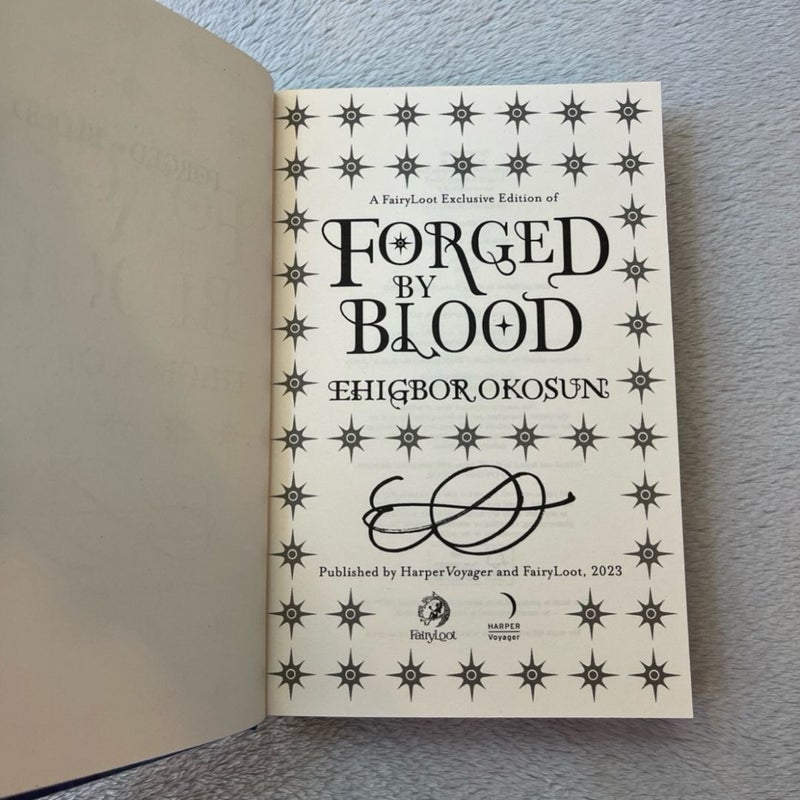 A FairyLoot Exclusive Edition of
FORGED
BY
BLOOD
EHIGBOR OKOSUN
Published by HarperVoyager and FairyLoot, 2023
FairyLoot
HARPER
Voyager